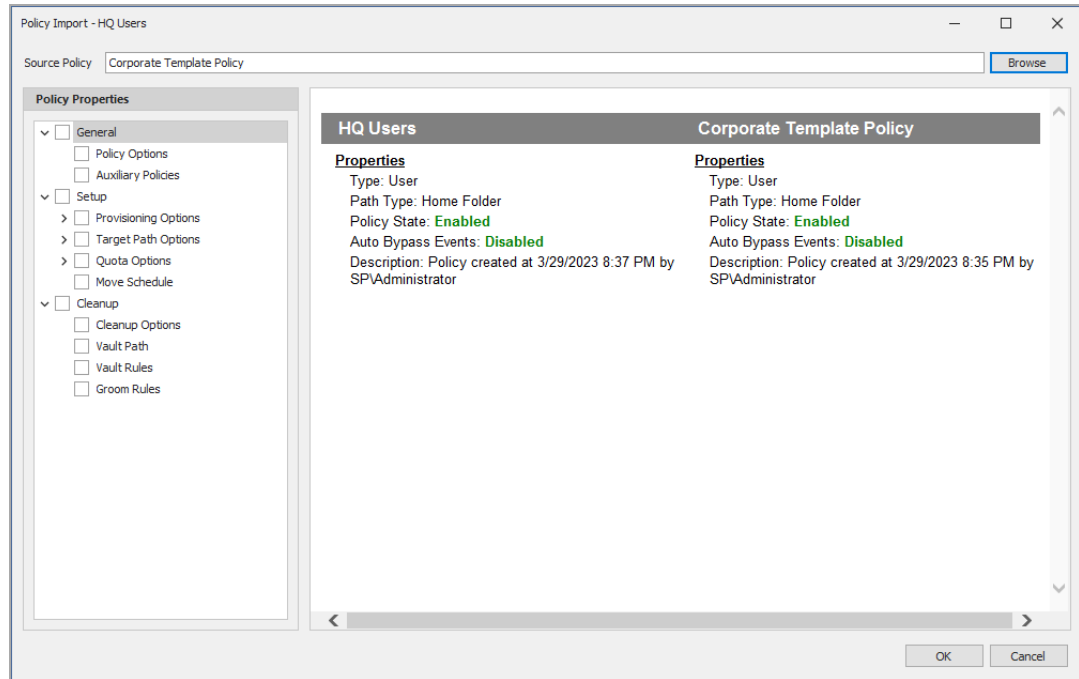 Policy Import - HQ Users
Source Policy Corporate Template Policy Browse
Policy Properties
General
Policy Options
Auxiliary Policies
Setup
Provisioning Options
Target Path Options
Quota Options
Move Schedule
Cleanup
Cleanup Options
Vault Path
Vault Rules
Groom Rules
HQ Users
Properties
Type: User
Path Type: Home Folder
Policy State: Enabled
Auto Bypass Events: Disabled
Description: Policy created at 3/29/2023 8:37 PM by
SP\Administrator
Corporate Template Policy
Properties
Type: User
Path Type: Home Folder
Policy State: Enabled
Auto Bypass Events: Disabled
Description: Policy created at 3/29/2023 8:35 PM by
SP\Administrator
OK Cancel